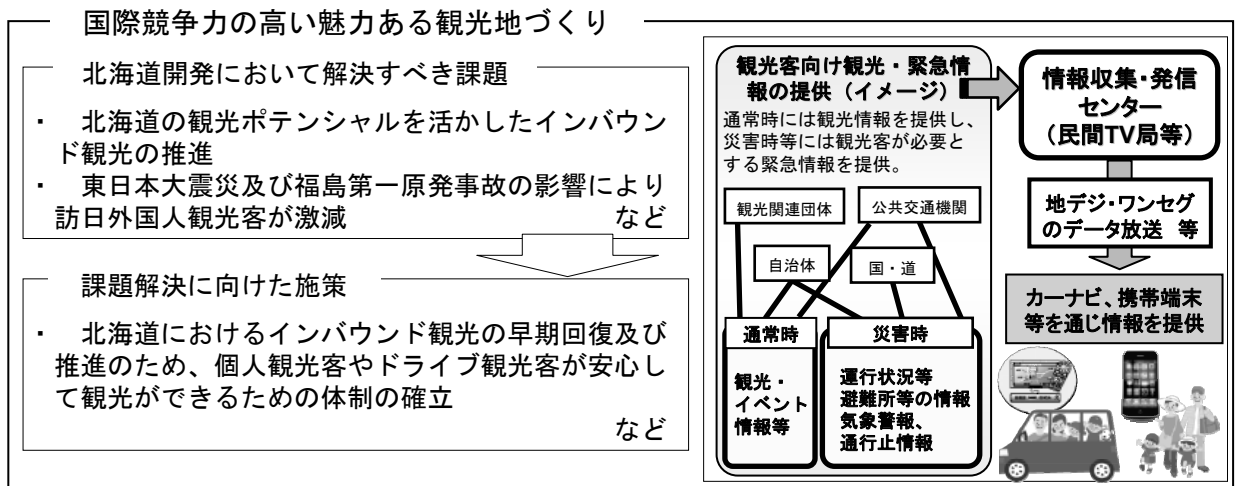 国際競争力の高い魅力ある観光地づくり
北海道開発において解決すべき課題
・　北海道の観光ポテンシャルを活かしたインバウン
ド観光の推進
・　東日本大震災及び福島第一原発事故の影響により
訪日外国人観光客が激減　など
課題解決に向けた施策
・　北海道におけるインバウンド観光の早期回復及び
推進のため、個人観光客やドライブ観光客が安心し
て観光ができるための体制の確立
など
観光客向け観光・緊急情
報の提供（イメージ）
通常時には観光情報を提供し、
災害時等には観光客が必要と
する緊急情報を提供。
観光関連団体
公共交通機関
自治体
国・道
通常時
災害時
観光・
イベント
情報等
運行状況等
避難所等の情報
気象警報、
通行止情報
情報収集・発信
センター
（民間TV局等）
地デジ・ワンセグ
のデータ放送　等
カーナビ、携帯端末
等を通じ情報を提供